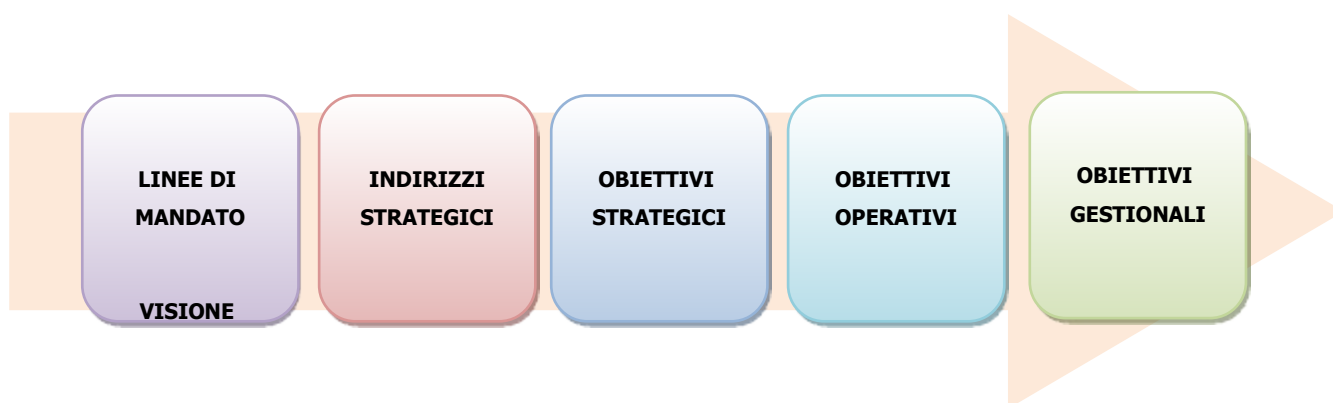 LINEE DI
MANDATO
VISIONE
INDIRIZZI
STRATEGICI
OBIETTIVI
STRATEGICI
OBIETTIVI
OPERATIVI
OBIETTIVI
GESTIONALI